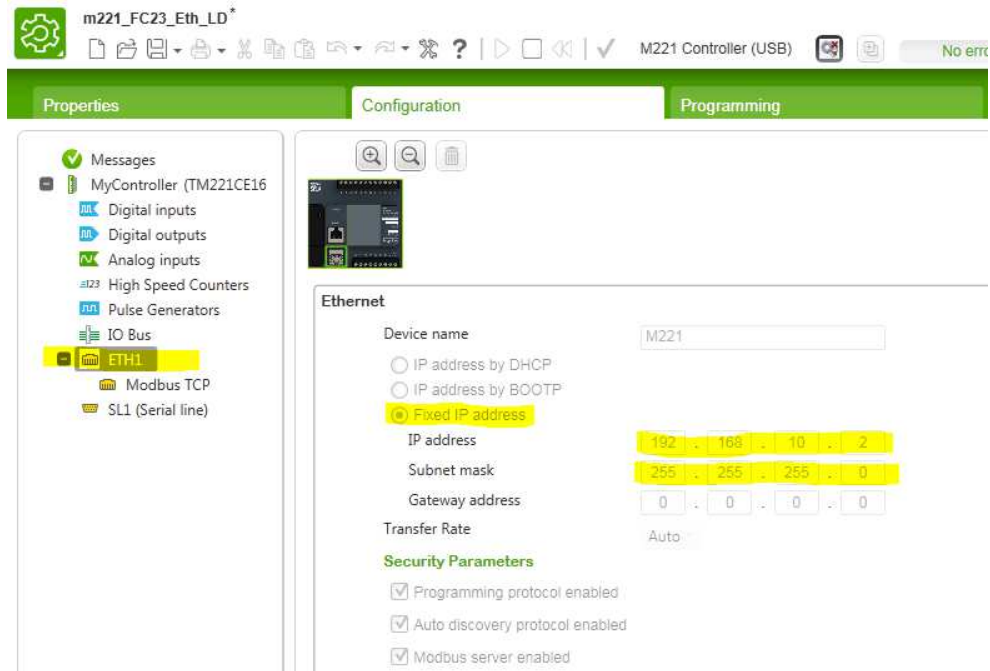 m221_FC23_Eth_LD*
? M221 Controller (USB) No erro
Properties Configuration Programming
Messages
MyController (TM221CE16
Digital inputs
Digital outputs
Analog inputs
High Speed Counters
Pulse Generators
IO Bus
ETH1
Modbus TCP
SL1 (Serial line)
Ethernet
Device name M221
IP address by DHCP
IP address by BOOTP
Fixed IP address
IP address 192 . 168 . 10 . 2
Subnet mask 255 . 255 . 255 . 0
Gateway address 0 . 0 . 0 . 0
Transfer Rate Auto
Security Parameters
Programming protocol enabled
Auto discovery protocol enabled
Modbus server enabled